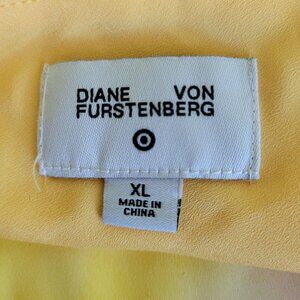 DIANE VON
FURSTENBERG
XL
MADE IN
CHINA